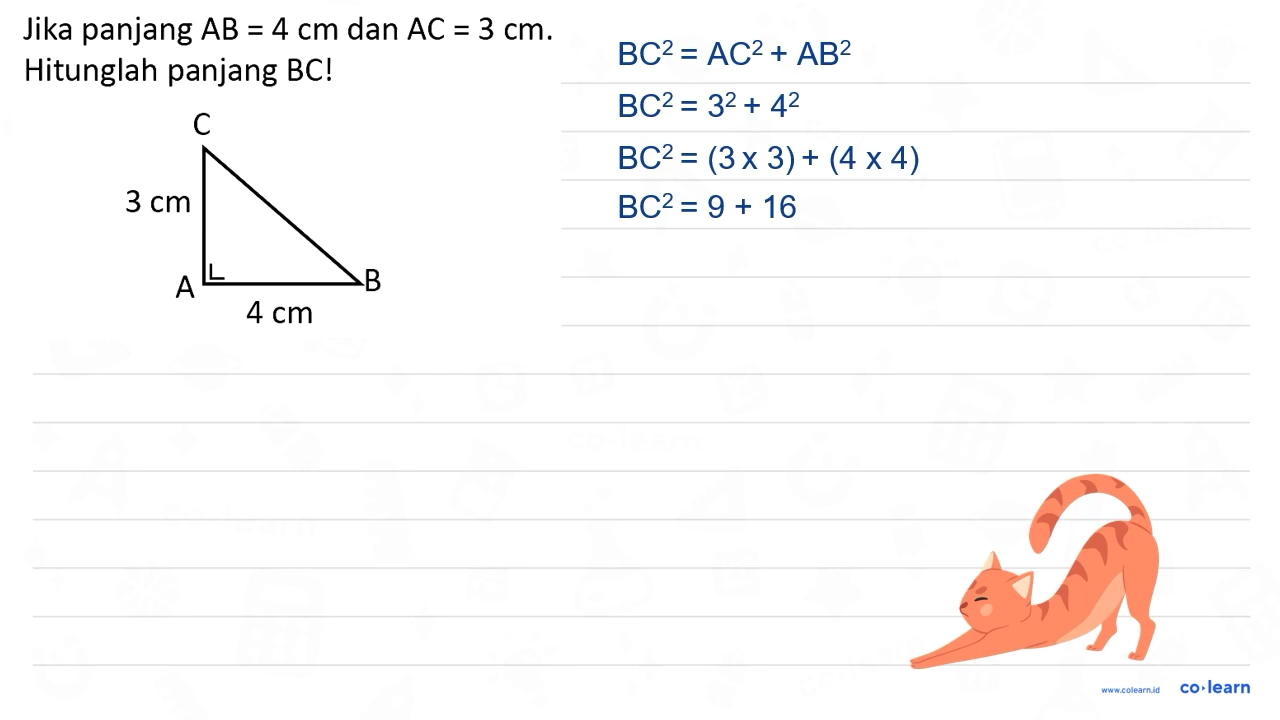 Jika panjang AB = 4 cm dan AC = 3 cm.
Hitunglah panjang BC!
C
3 cm
A
B
4 cm
BC² = AC² + AB²
BC² = 3² + 4²
BC² = (3 x 3) + (4 x 4)
BC² = 9 + 16
www.colearn.id
co·learn